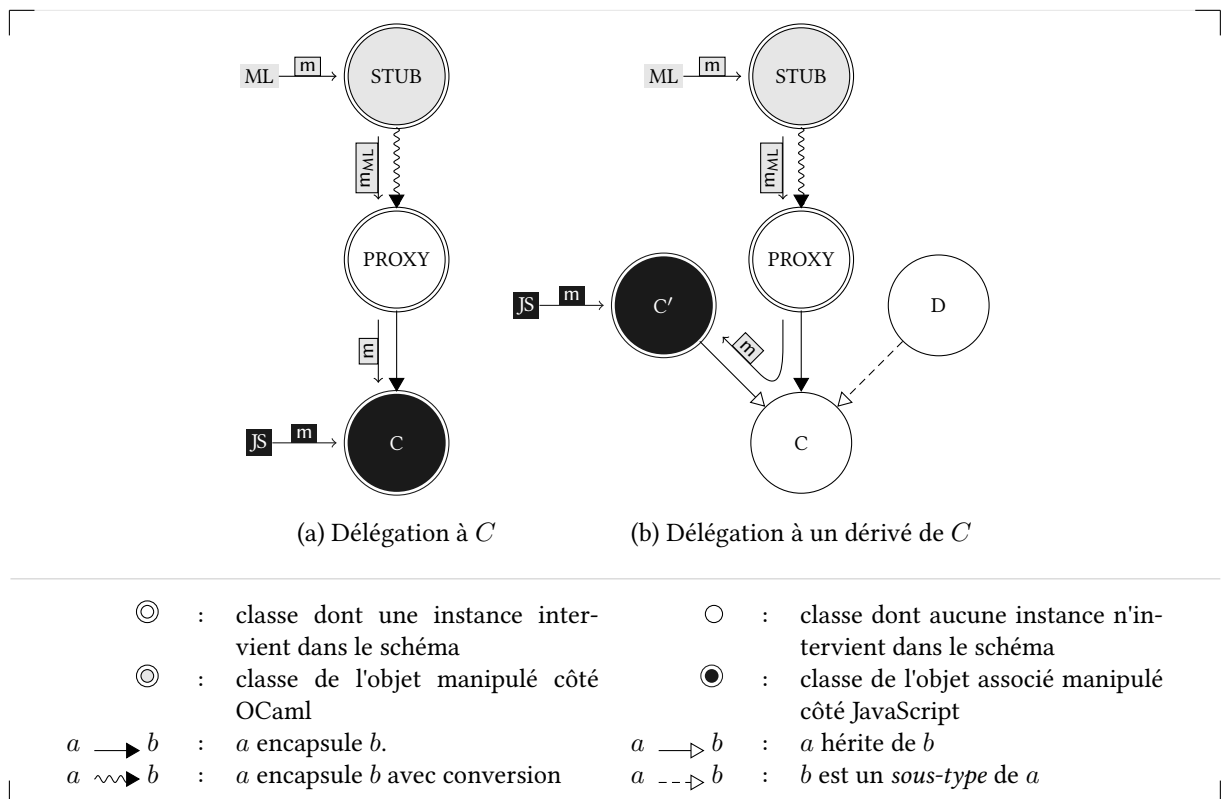 ML
m
STUB
m_ML
PROXY
m
JS
m
C
(a) Délégation à C
ML
m
STUB
m_ML
PROXY
JS
m
C′
D
m
C
(b) Délégation à un dérivé de C
: classe dont une instance inter-
vient dans le schéma
: classe de l'objet manipulé côté
OCaml
a b : a encapsule b.
a b : a encapsule b avec conversion
: classe dont aucune instance n'in-
tervient dans le schéma
: classe de l'objet associé manipulé
côté JavaScript
a b : a hérite de b
a b : b est un sous-type de a